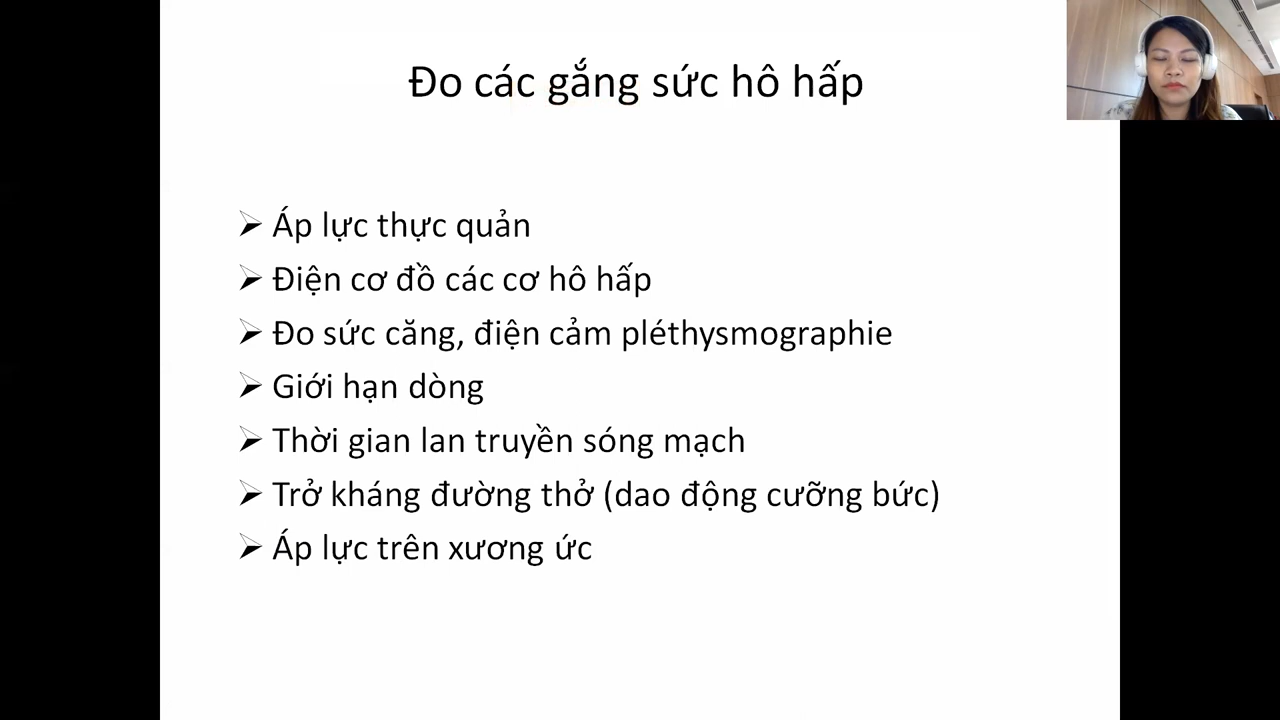 Đo các gắng sức hô hấp
➢ Áp lực thực quản
➢ Điện cơ đồ các cơ hô hấp
➢ Đo sức căng, điện cảm pléthysmographie
➢ Giới hạn dòng
➢ Thời gian lan truyền sóng mạch
➢ Trở kháng đường thở (dao động cưỡng bức)
➢ Áp lực trên xương ức